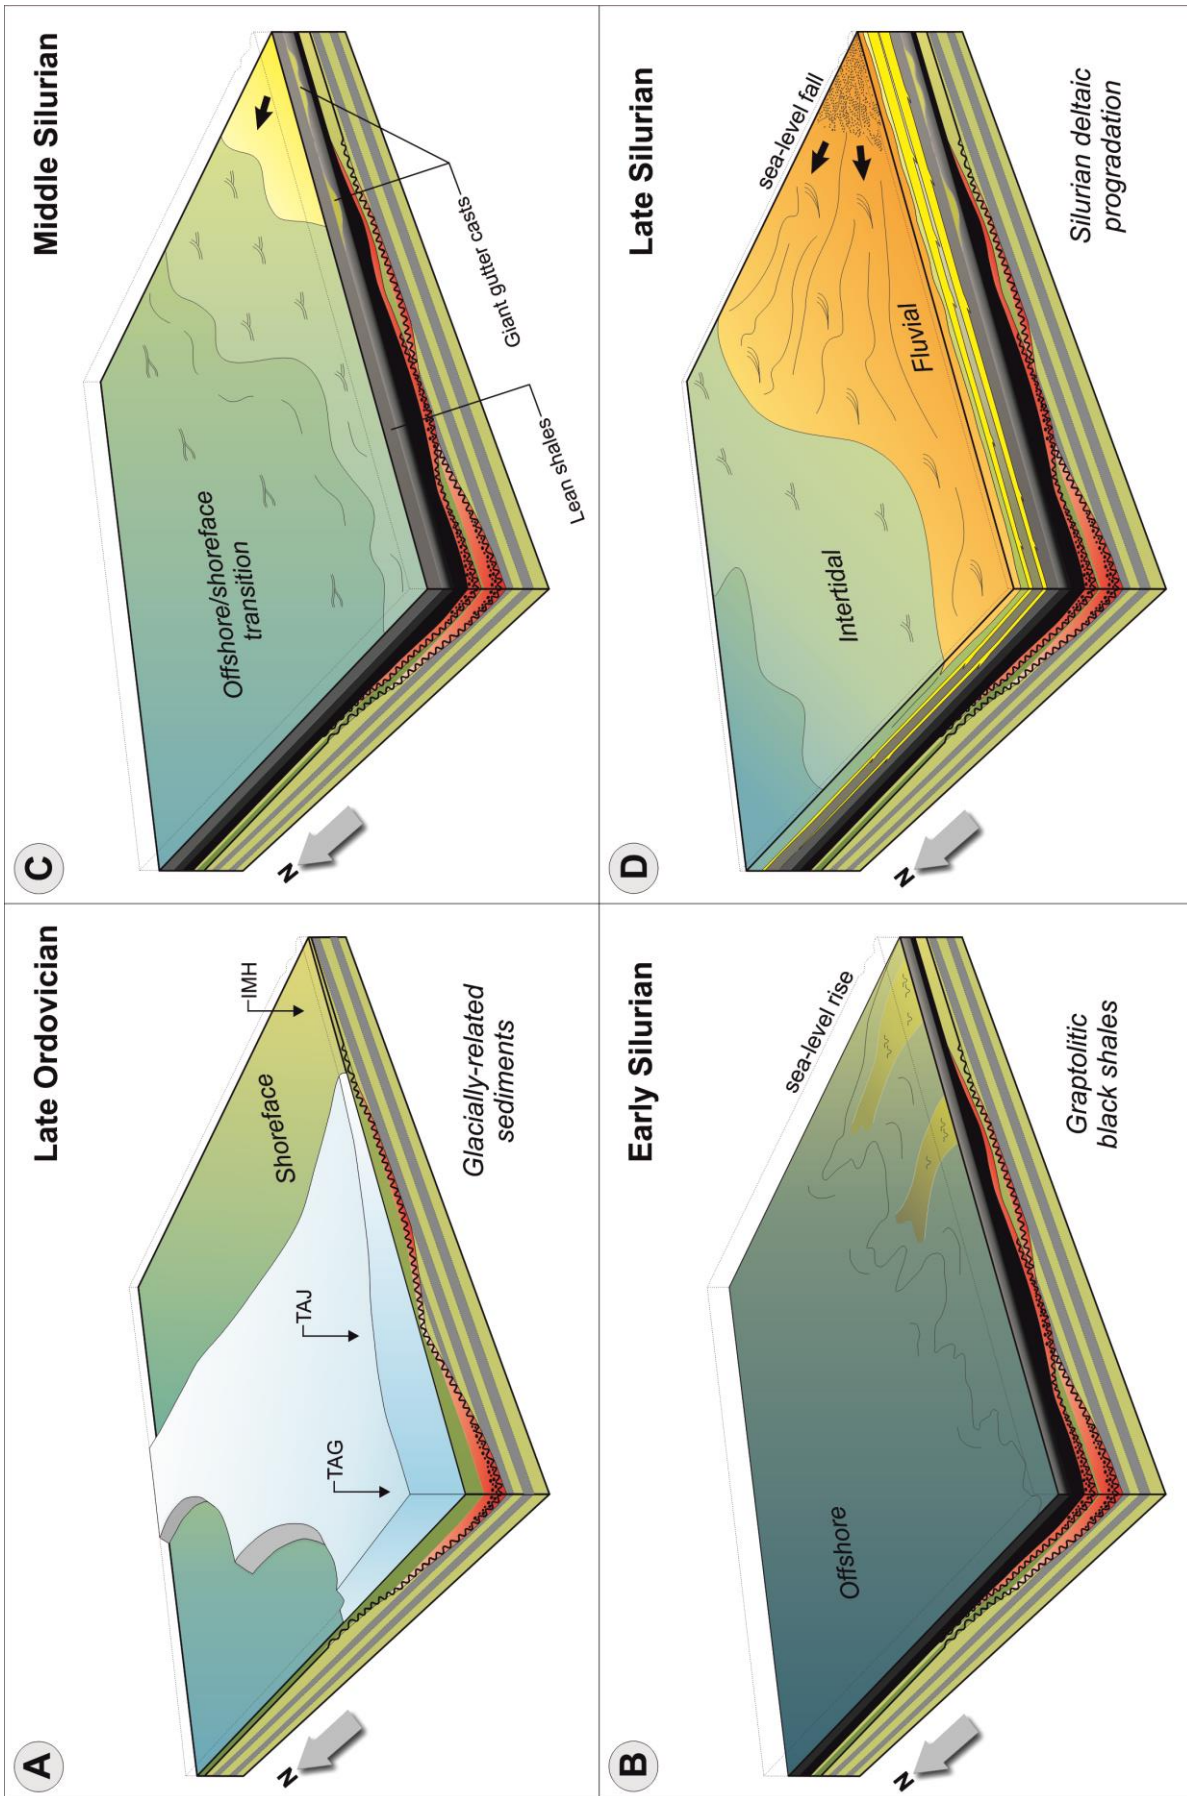 A
Late Ordovician
IMH
Shoreface
TAJ
TAG
N
Glacially-related
sediments
B
Early Silurian
sea-level rise
Offshore
N
Graptolitic
black shales
C
Middle Silurian
Offshore/shoreface
transition
Giant gutter casts
Lean shales
N
D
Late Silurian
sea-level fall
Fluvial
Intertidal
N
Silurian deltaic
progradation